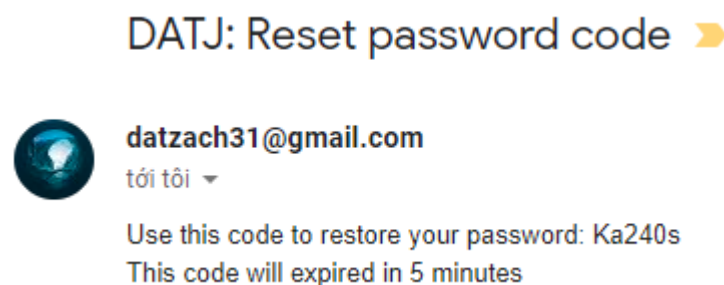 DATJ: Reset password code
datzach31@gmail.com
tới tôi
Use this code to restore your password: Ka240s
This code will expired in 5 minutes